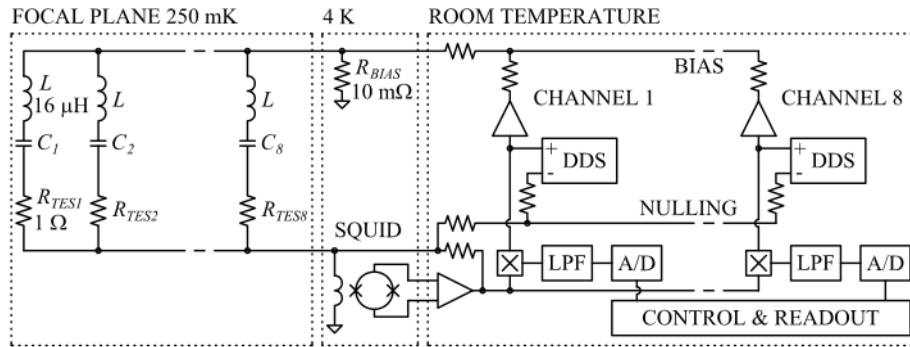 FOCAL PLANE 250 mK
4 K
ROOM TEMPERATURE
L
16 μH
L
L
R_BIAS
10 mΩ
BIAS
CHANNEL 1
CHANNEL 8
C_1
C_2
C_8
+
DDS
-
+
DDS
-
R_TES1
1 Ω
R_TES2
R_TES8
NULLING
SQUID
LPF
A/D
LPF
A/D
CONTROL & READOUT